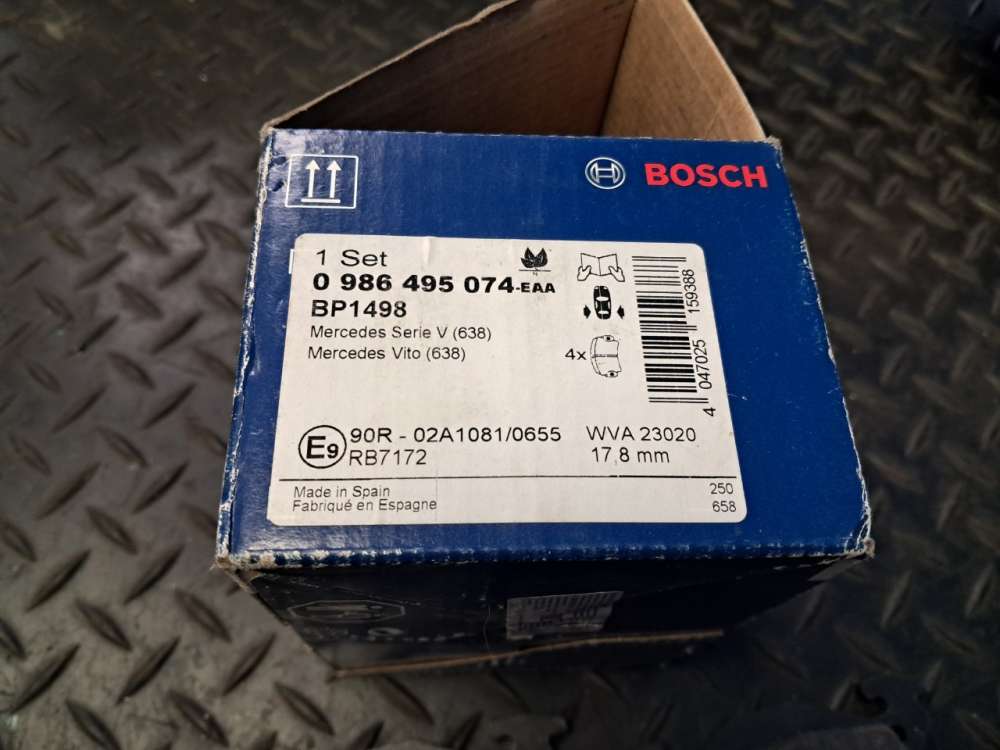 BOSCH
1 Set
0 986 495 074-EAA
BP1498
Mercedes Serie V (638)
Mercedes Vito (638)
4x
4 047025 159388
E9
90R - 02A1081/0655
RB7172
WVA 23020
17,8 mm
Made in Spain
Fabriqué en Espagne
250
658